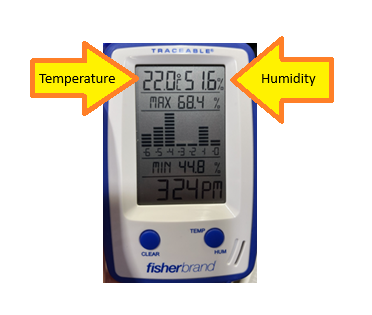 TRACEABLE®
Temperature
22.0°C 51.6%
Humidity
MAX 68.4 %
-6 -5 -4 -3 -2 -1 -0
MIN 44.8 %
3:24PM
TEMP
CLEAR
HUM
fisherbrand